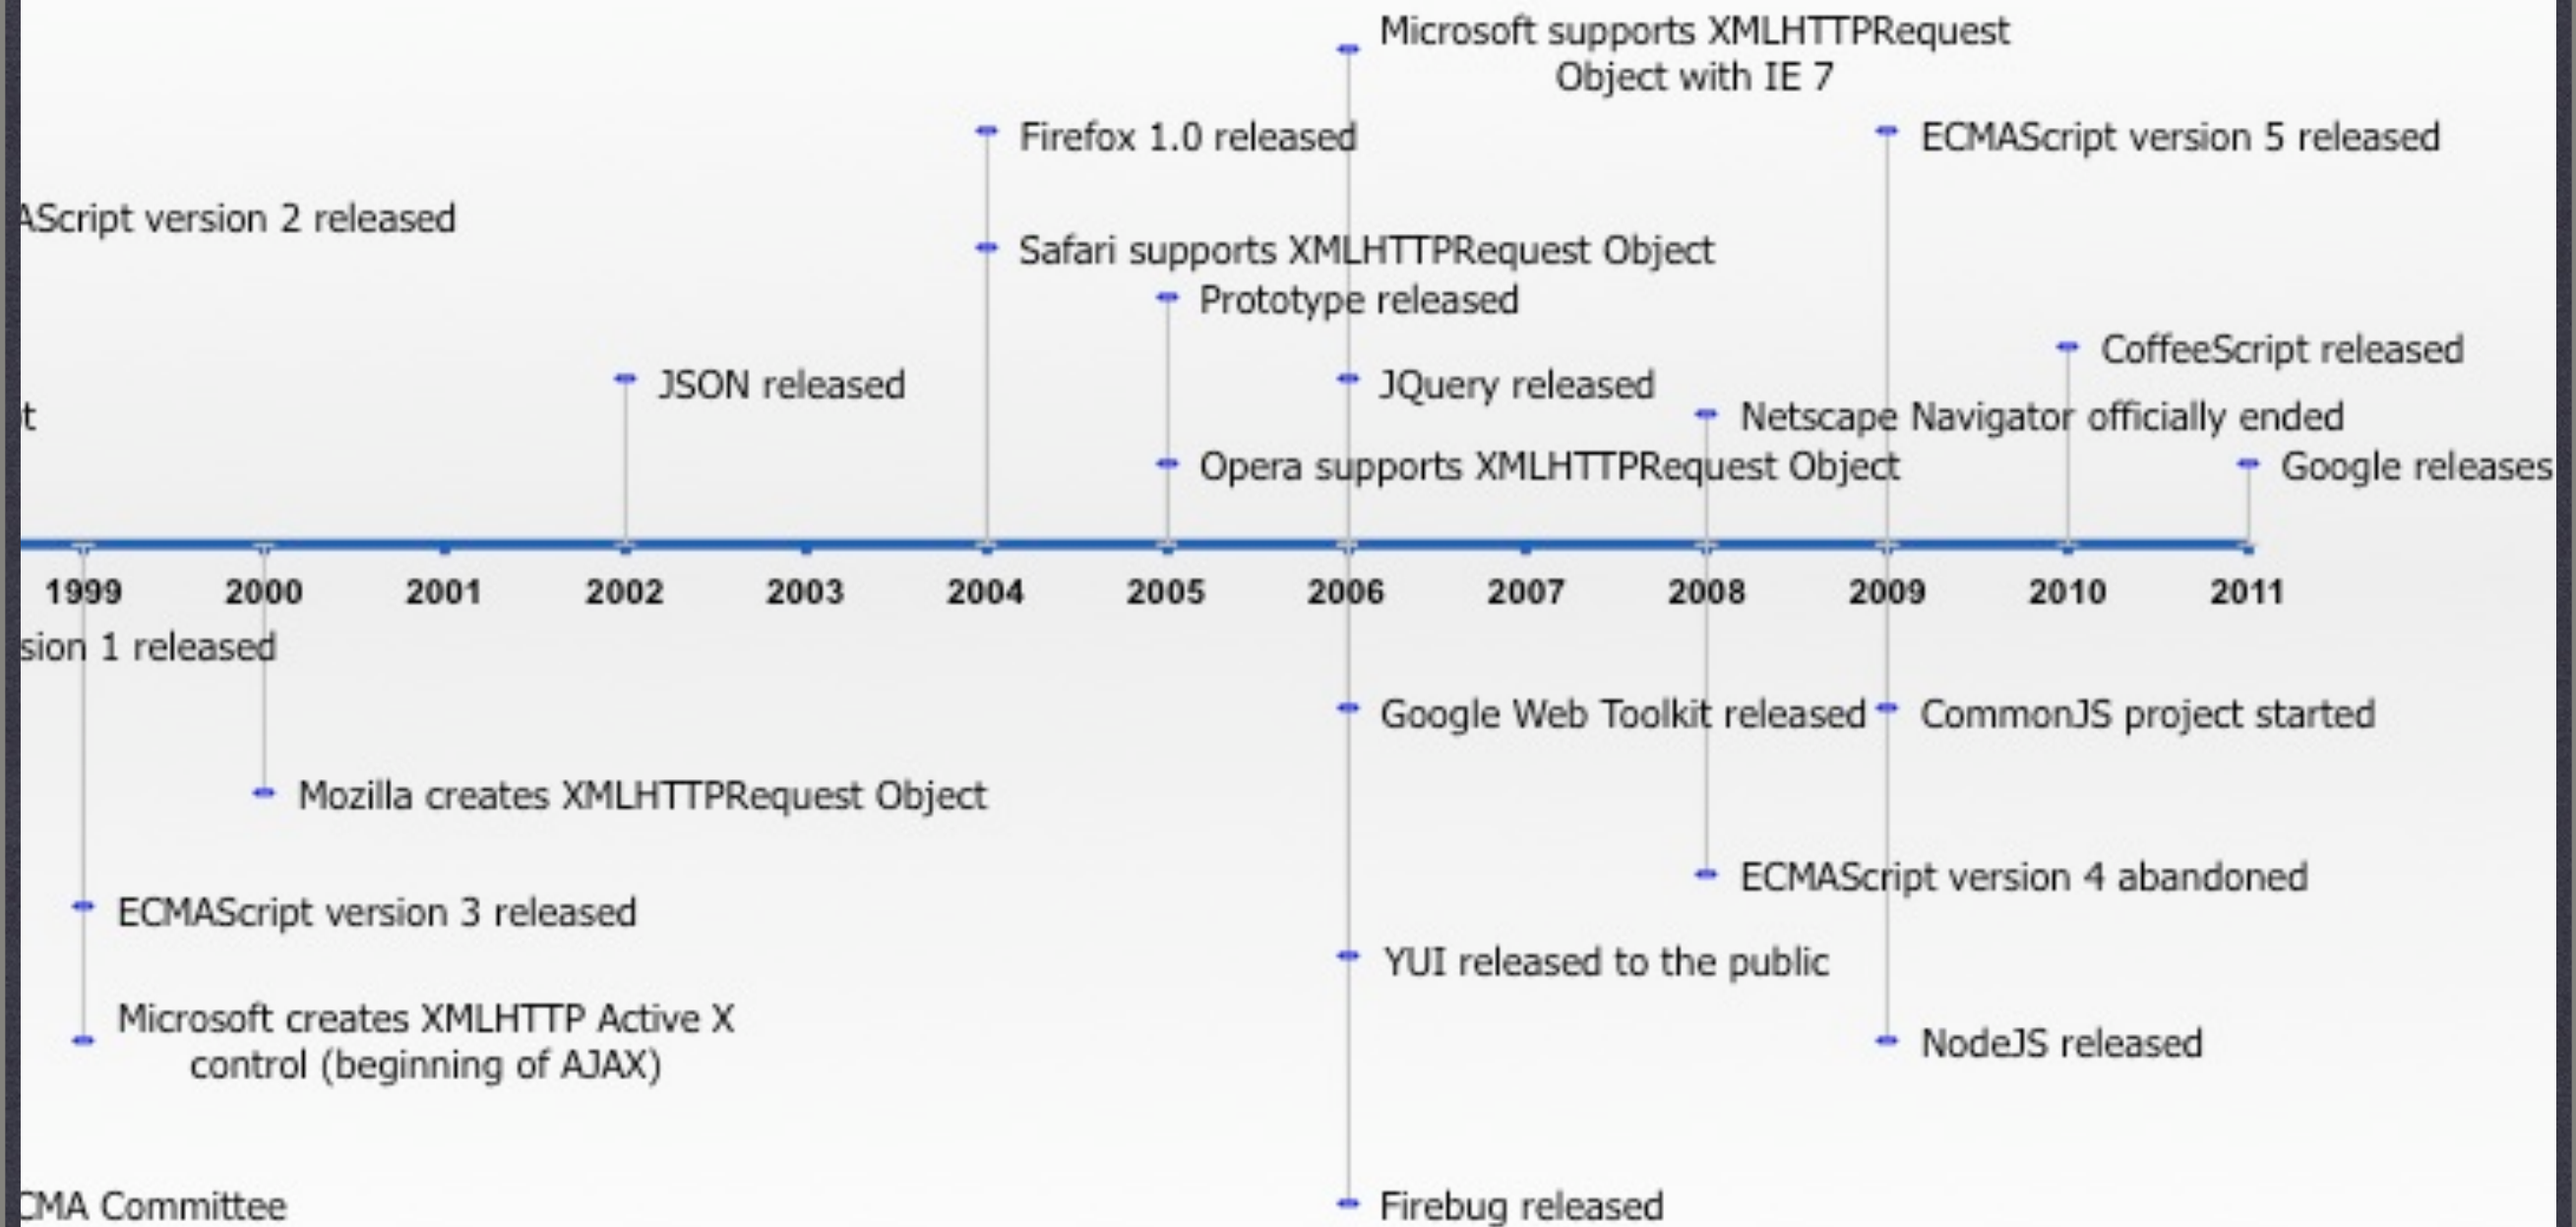 Microsoft supports XMLHTTPRequest
Object with IE 7
Firefox 1.0 released
ECMAScript version 5 released
AScript version 2 released
Safari supports XMLHTTPRequest Object
Prototype released
CoffeeScript released
JSON released
JQuery released
t
Netscape Navigator officially ended
Opera supports XMLHTTPRequest Object
Google releases
1999 2000 2001 2002 2003 2004 2005 2006 2007 2008 2009 2010 2011
sion 1 released
Google Web Toolkit released
CommonJS project started
Mozilla creates XMLHTTPRequest Object
ECMAScript version 4 abandoned
ECMAScript version 3 released
YUI released to the public
Microsoft creates XMLHTTP Active X
control (beginning of AJAX)
NodeJS released
CMA Committee
Firebug released